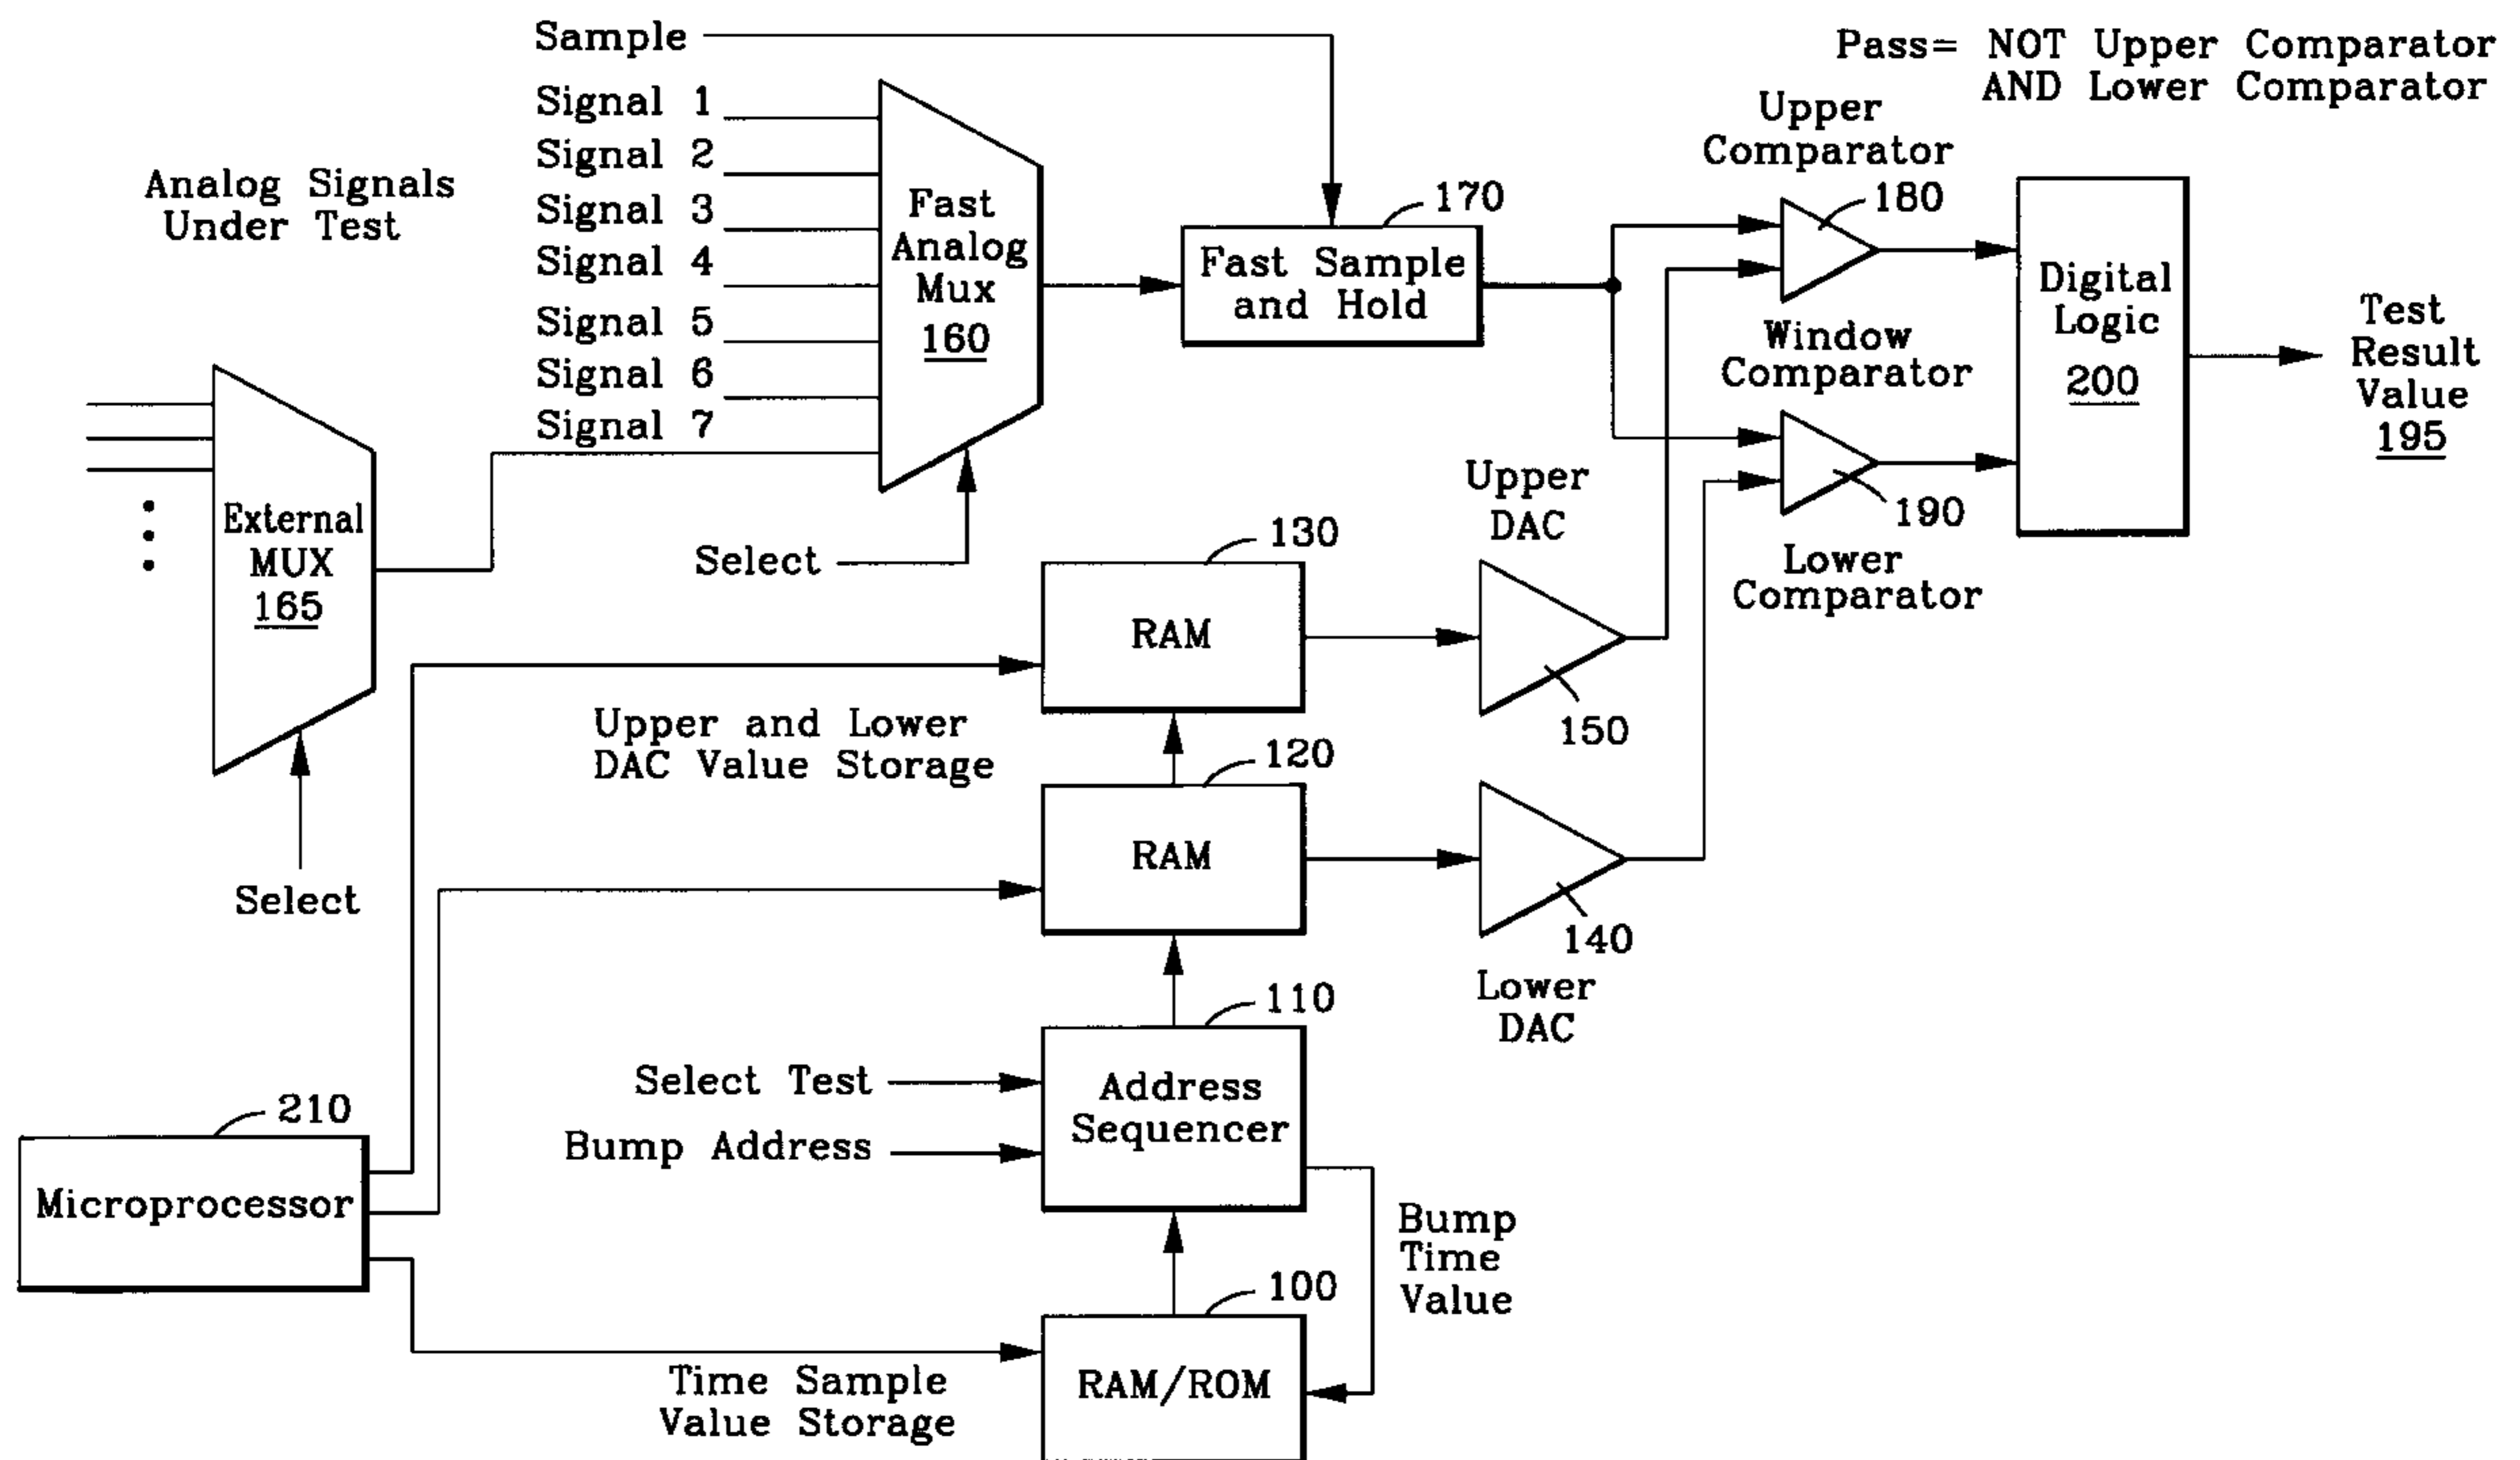 Sample
Pass= NOT Upper Comparator
AND Lower Comparator
Signal 1
Signal 2
Signal 3
Signal 4
Signal 5
Signal 6
Signal 7
Analog Signals
Under Test
Fast
Analog
Mux
160
170
Fast Sample
and Hold
Upper
Comparator
180
Window
Comparator
190
Lower
Comparator
Digital
Logic
200
Test
Result
Value
195
External
MUX
165
Select
Select
130
RAM
Upper
DAC
150
Upper and Lower
DAC Value Storage
120
RAM
140
Lower
DAC
110
Select Test
Bump Address
Address
Sequencer
210
Microprocessor
Bump
Time
Value
100
RAM/ROM
Time Sample
Value Storage